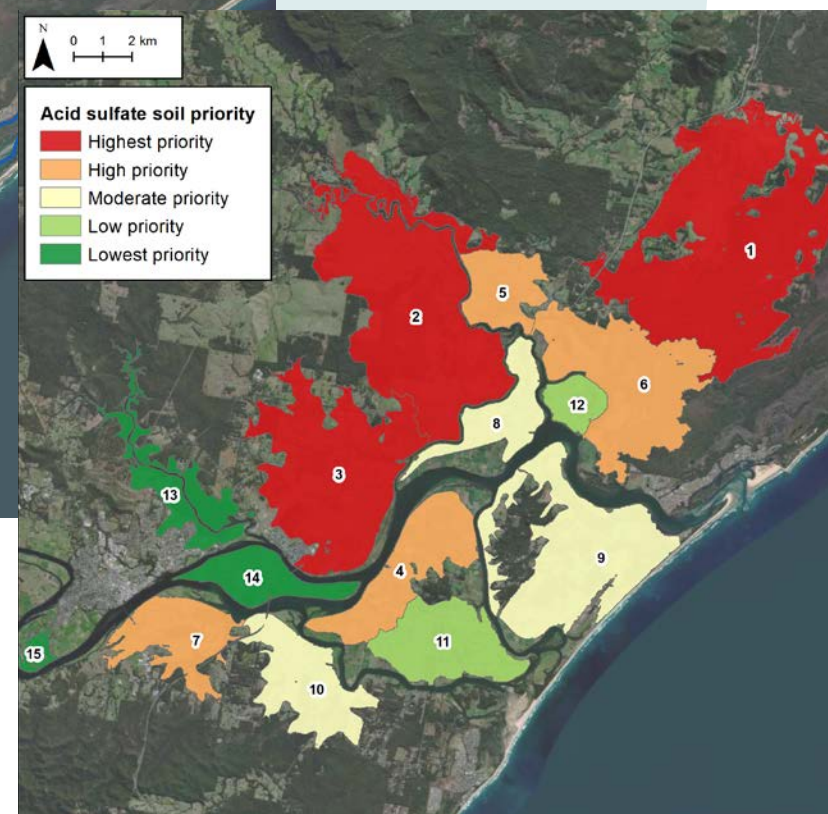 N
0 1 2 km
Acid sulfate soil priority
Highest priority
High priority
Moderate priority
Low priority
Lowest priority
1
5
2
6
12
8
3
13
9
4
14
7
11
15
10